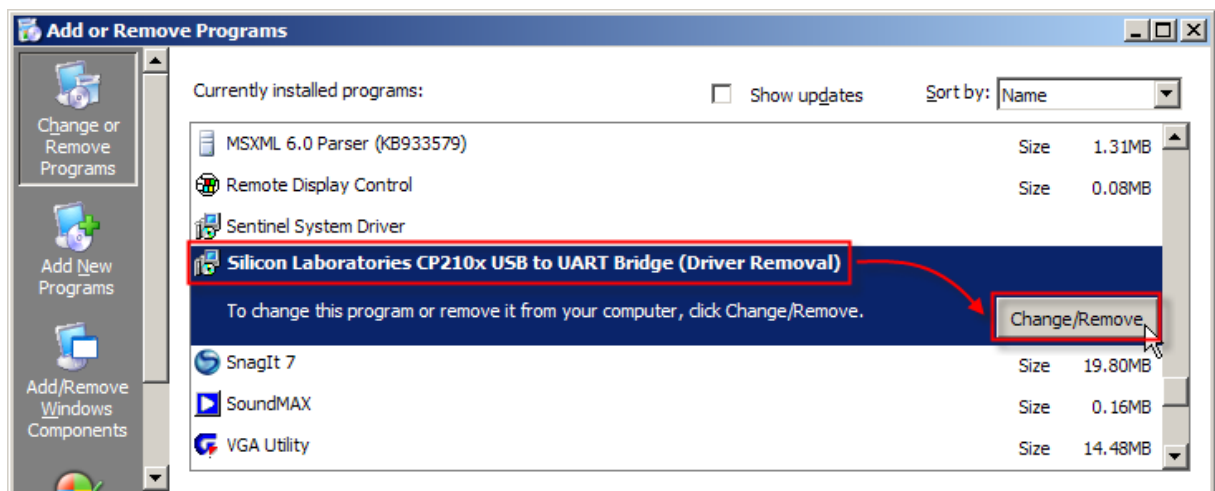 Add or Remove Programs
Change or
Remove
Programs
Add New
Programs
Add/Remove
Windows
Components
Currently installed programs:
Show updates
Sort by: Name
MSXML 6.0 Parser (KB933579) Size 1.31MB
Remote Display Control Size 0.08MB
Sentinel System Driver
Silicon Laboratories CP210x USB to UART Bridge (Driver Removal)
To change this program or remove it from your computer, click Change/Remove.
Change/Remove
SnagIt 7 Size 19.80MB
SoundMAX Size 0.16MB
VGA Utility Size 14.48MB